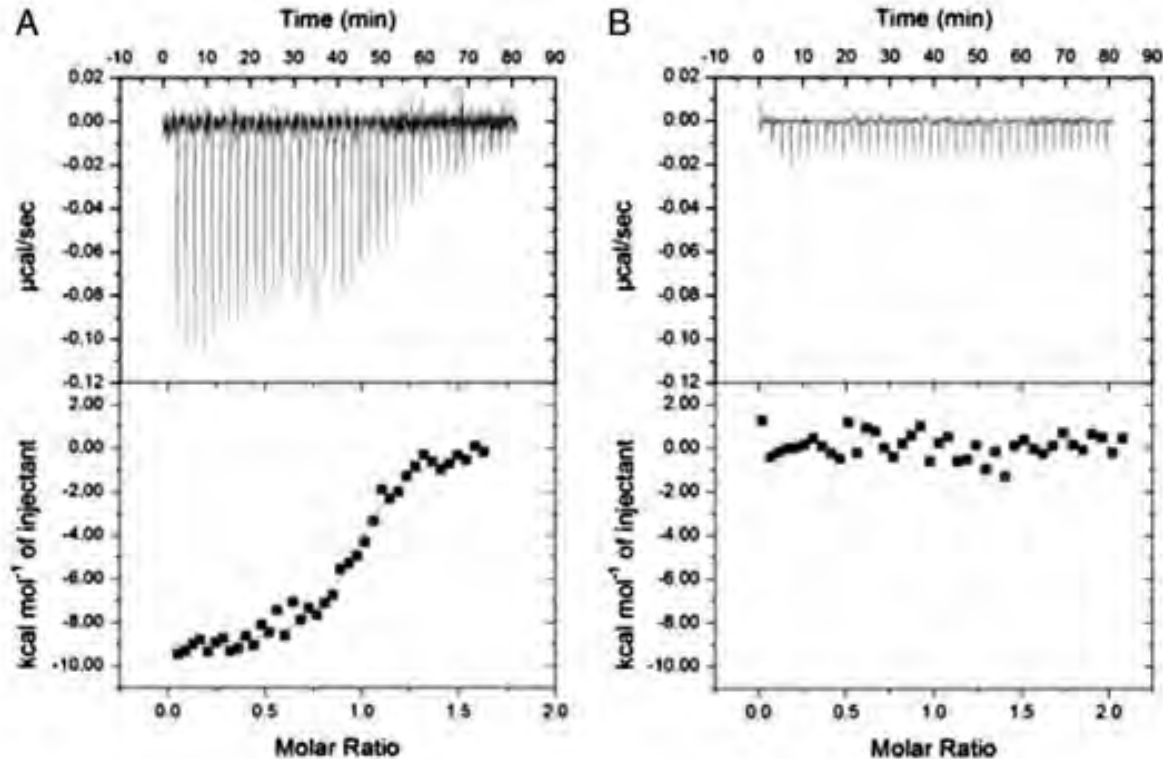 A
Time (min)
-10 0 10 20 30 40 50 60 70 80 90
0.02
0.00
-0.02
-0.04
-0.06
-0.08
-0.10
-0.12
µcal/sec
2.00
0.00
-2.00
-4.00
-6.00
-8.00
-10.00
kcal mol⁻¹ of injectant
0.0 0.5 1.0 1.5 2.0
Molar Ratio
B
Time (min)
-10 0 10 20 30 40 50 60 70 80 90
0.02
0.00
-0.02
-0.04
-0.06
-0.08
-0.10
-0.12
µcal/sec
2.00
0.00
-2.00
-4.00
-6.00
-8.00
-10.00
kcal mol⁻¹ of injectant
0.0 0.5 1.0 1.5 2.0
Molar Ratio